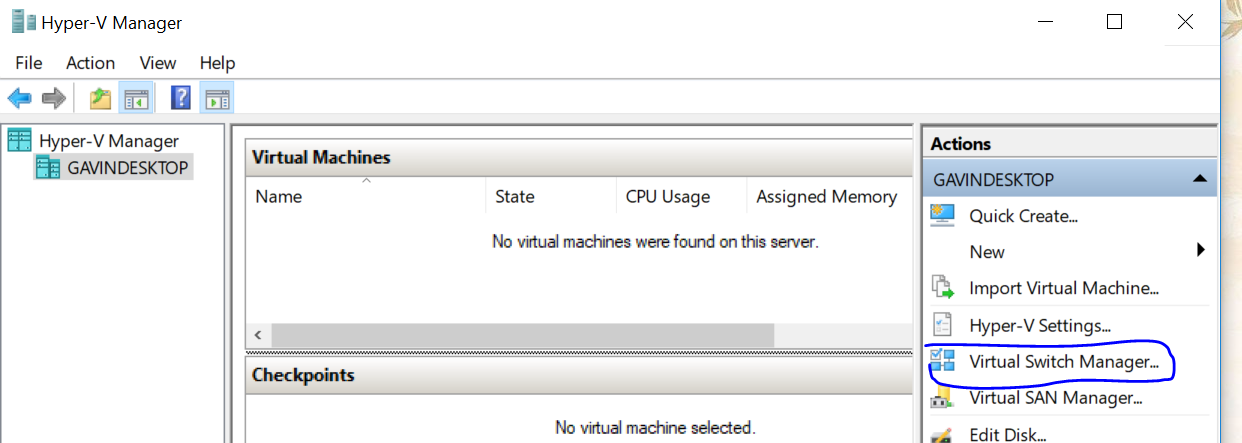 Hyper-V Manager
File Action View Help
Hyper-V Manager
GAVINDESKTOP
Virtual Machines
Name State CPU Usage Assigned Memory
No virtual machines were found on this server.
Checkpoints
No virtual machine selected.
Actions
GAVINDESKTOP
Quick Create...
New
Import Virtual Machine...
Hyper-V Settings...
Virtual Switch Manager...
Virtual SAN Manager...
Edit Disk...